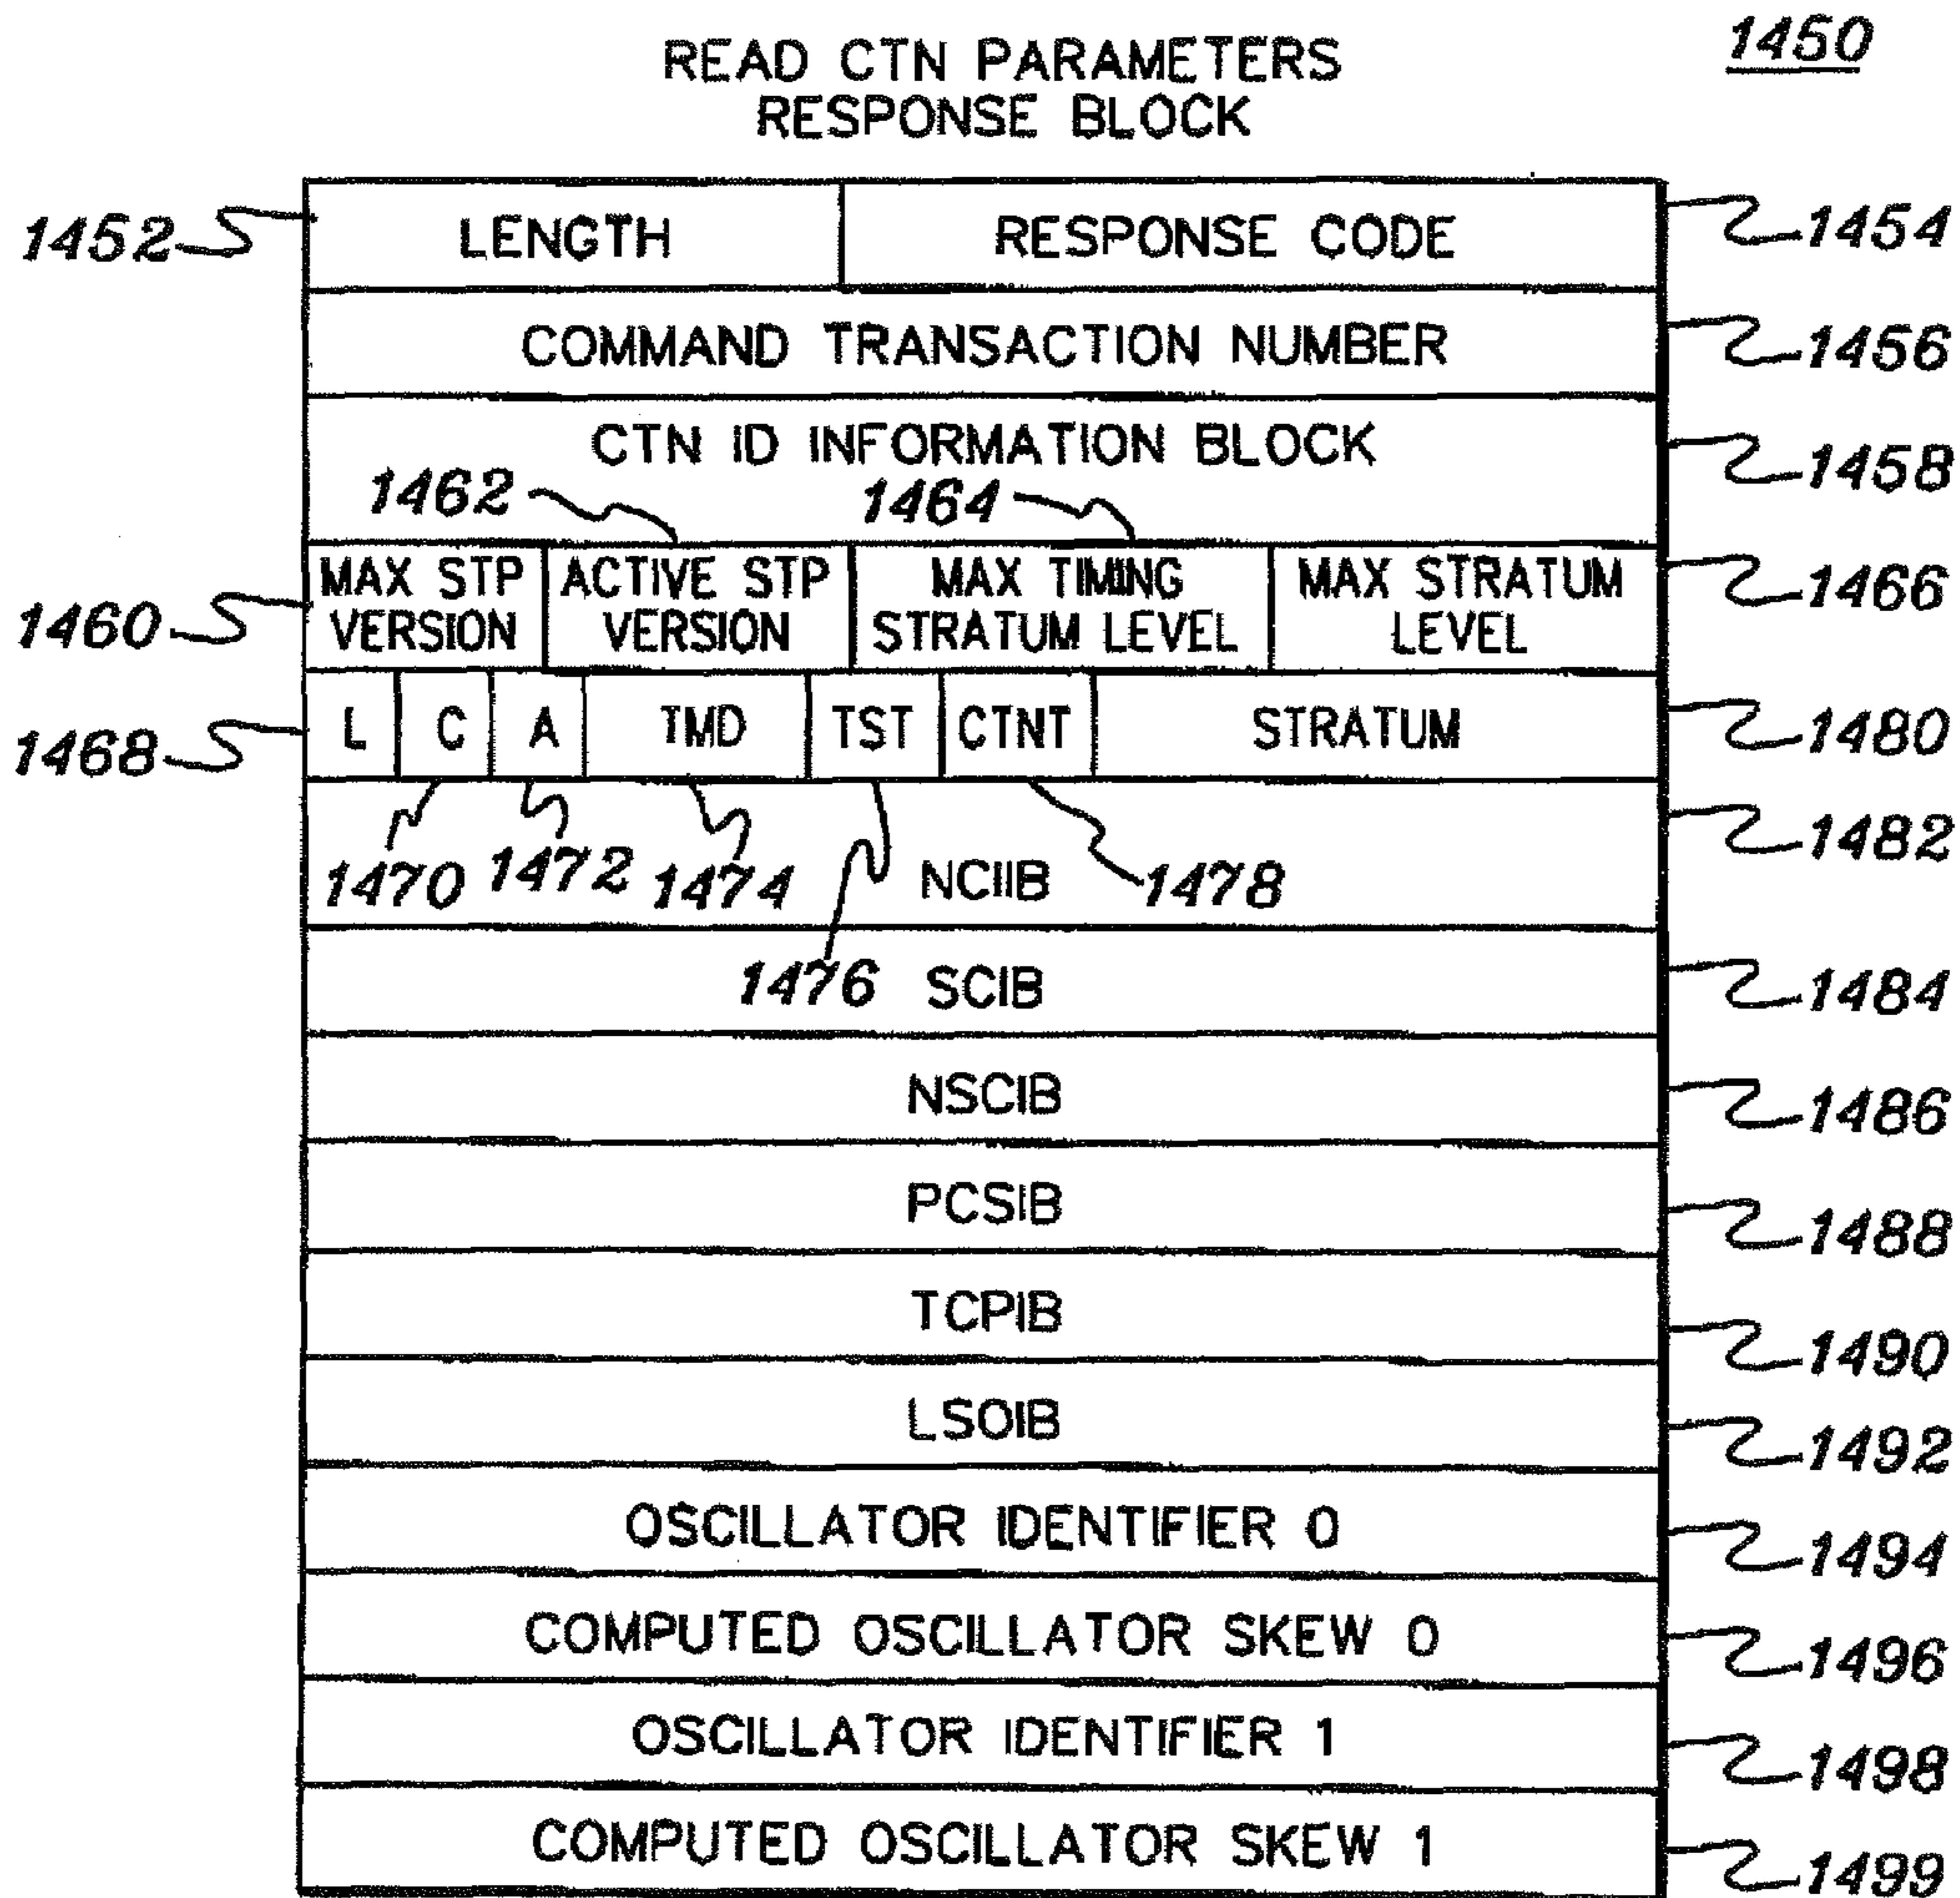 1450
READ CTN PARAMETERS
RESPONSE BLOCK
1452 LENGTH RESPONSE CODE 1454
COMMAND TRANSACTION NUMBER 1456
CTN ID INFORMATION BLOCK 1458
1462 1464
MAX STP ACTIVE STP MAX TIMING MAX STRATUM 1466
1460 VERSION VERSION STRATUM LEVEL LEVEL
1468 L C A TMD TST CTNT STRATUM 1480
1482
1470 1472 1474 NCIIB 1478
1476 SCIB 1484
NSCIB 1486
PCSIB 1488
TCPIB 1490
LSOIB 1492
OSCILLATOR IDENTIFIER 0 1494
COMPUTED OSCILLATOR SKEW 0 1496
OSCILLATOR IDENTIFIER 1 1498
COMPUTED OSCILLATOR SKEW 1 1499